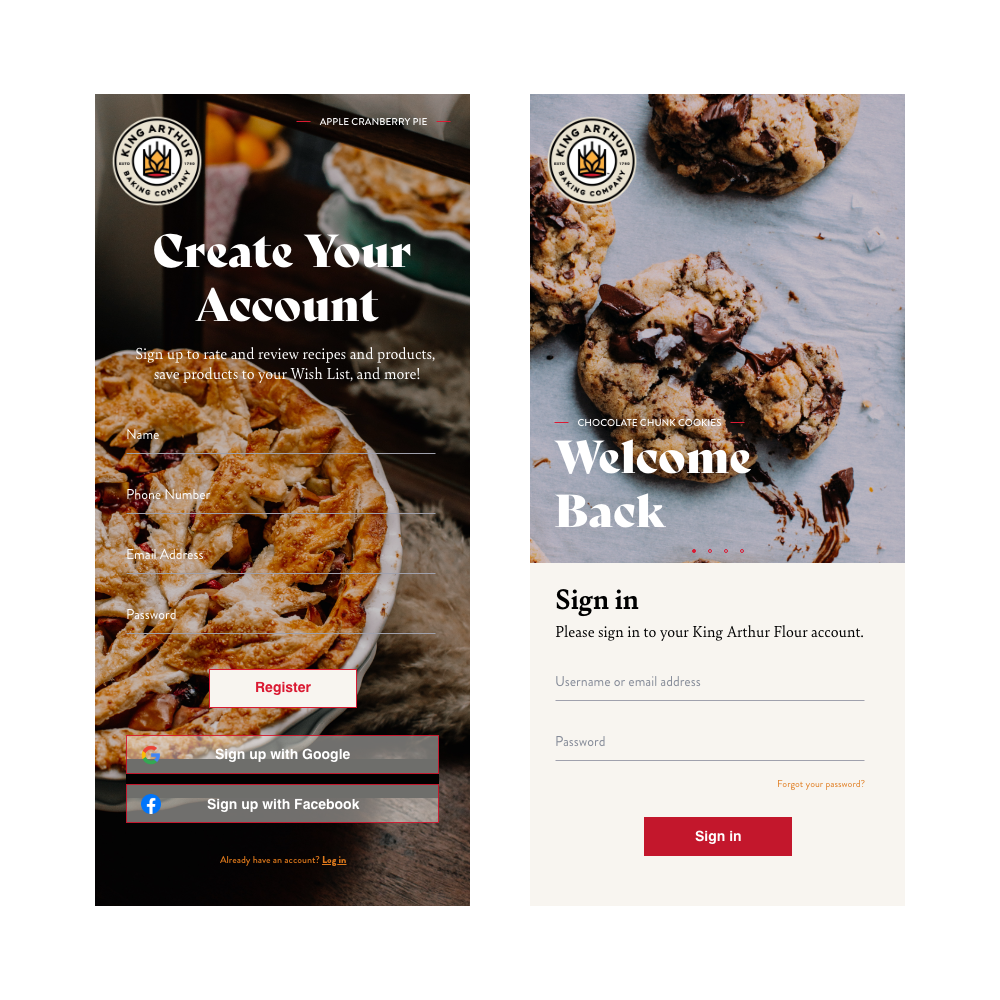 APPLE CRANBERRY PIE
KING ARTHUR
ESTD 1790
BAKING COMPANY
Create Your
Account
Sign up to rate and review recipes and products,
save products to your Wish List, and more!
Name
Phone Number
Email Address
Password
Register
Sign up with Google
Sign up with Facebook
Already have an account? Log in
KING ARTHUR
ESTD 1790
BAKING COMPANY
CHOCOLATE CHUNK COOKIES
Welcome
Back
Sign in
Please sign in to your King Arthur Flour account.
Username or email address
Password
Forgot your password?
Sign in